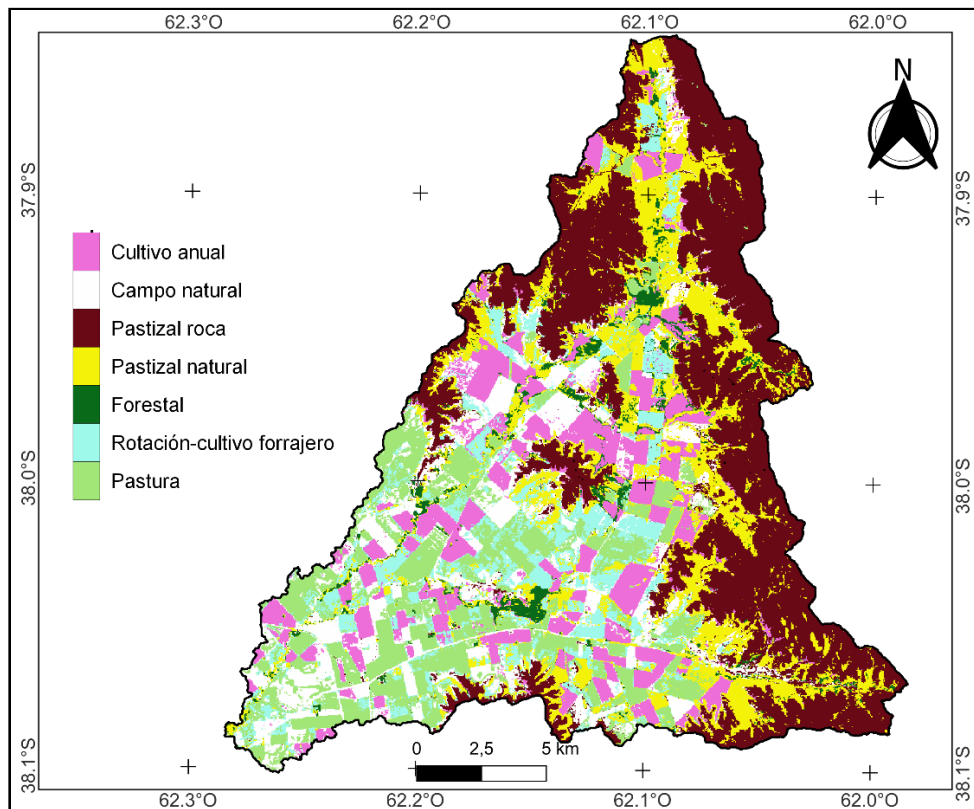 62.3°O 62.2°O 62.1°O 62.0°O
N
37.9°S 37.9°S
Cultivo anual
Campo natural
Pastizal roca
Pastizal natural
Forestal
Rotación-cultivo forrajero
Pastura
38.0°S 38.0°S
0 2,5 5 km
38.1°S 38.1°S
62.3°O 62.2°O 62.1°O 62.0°O